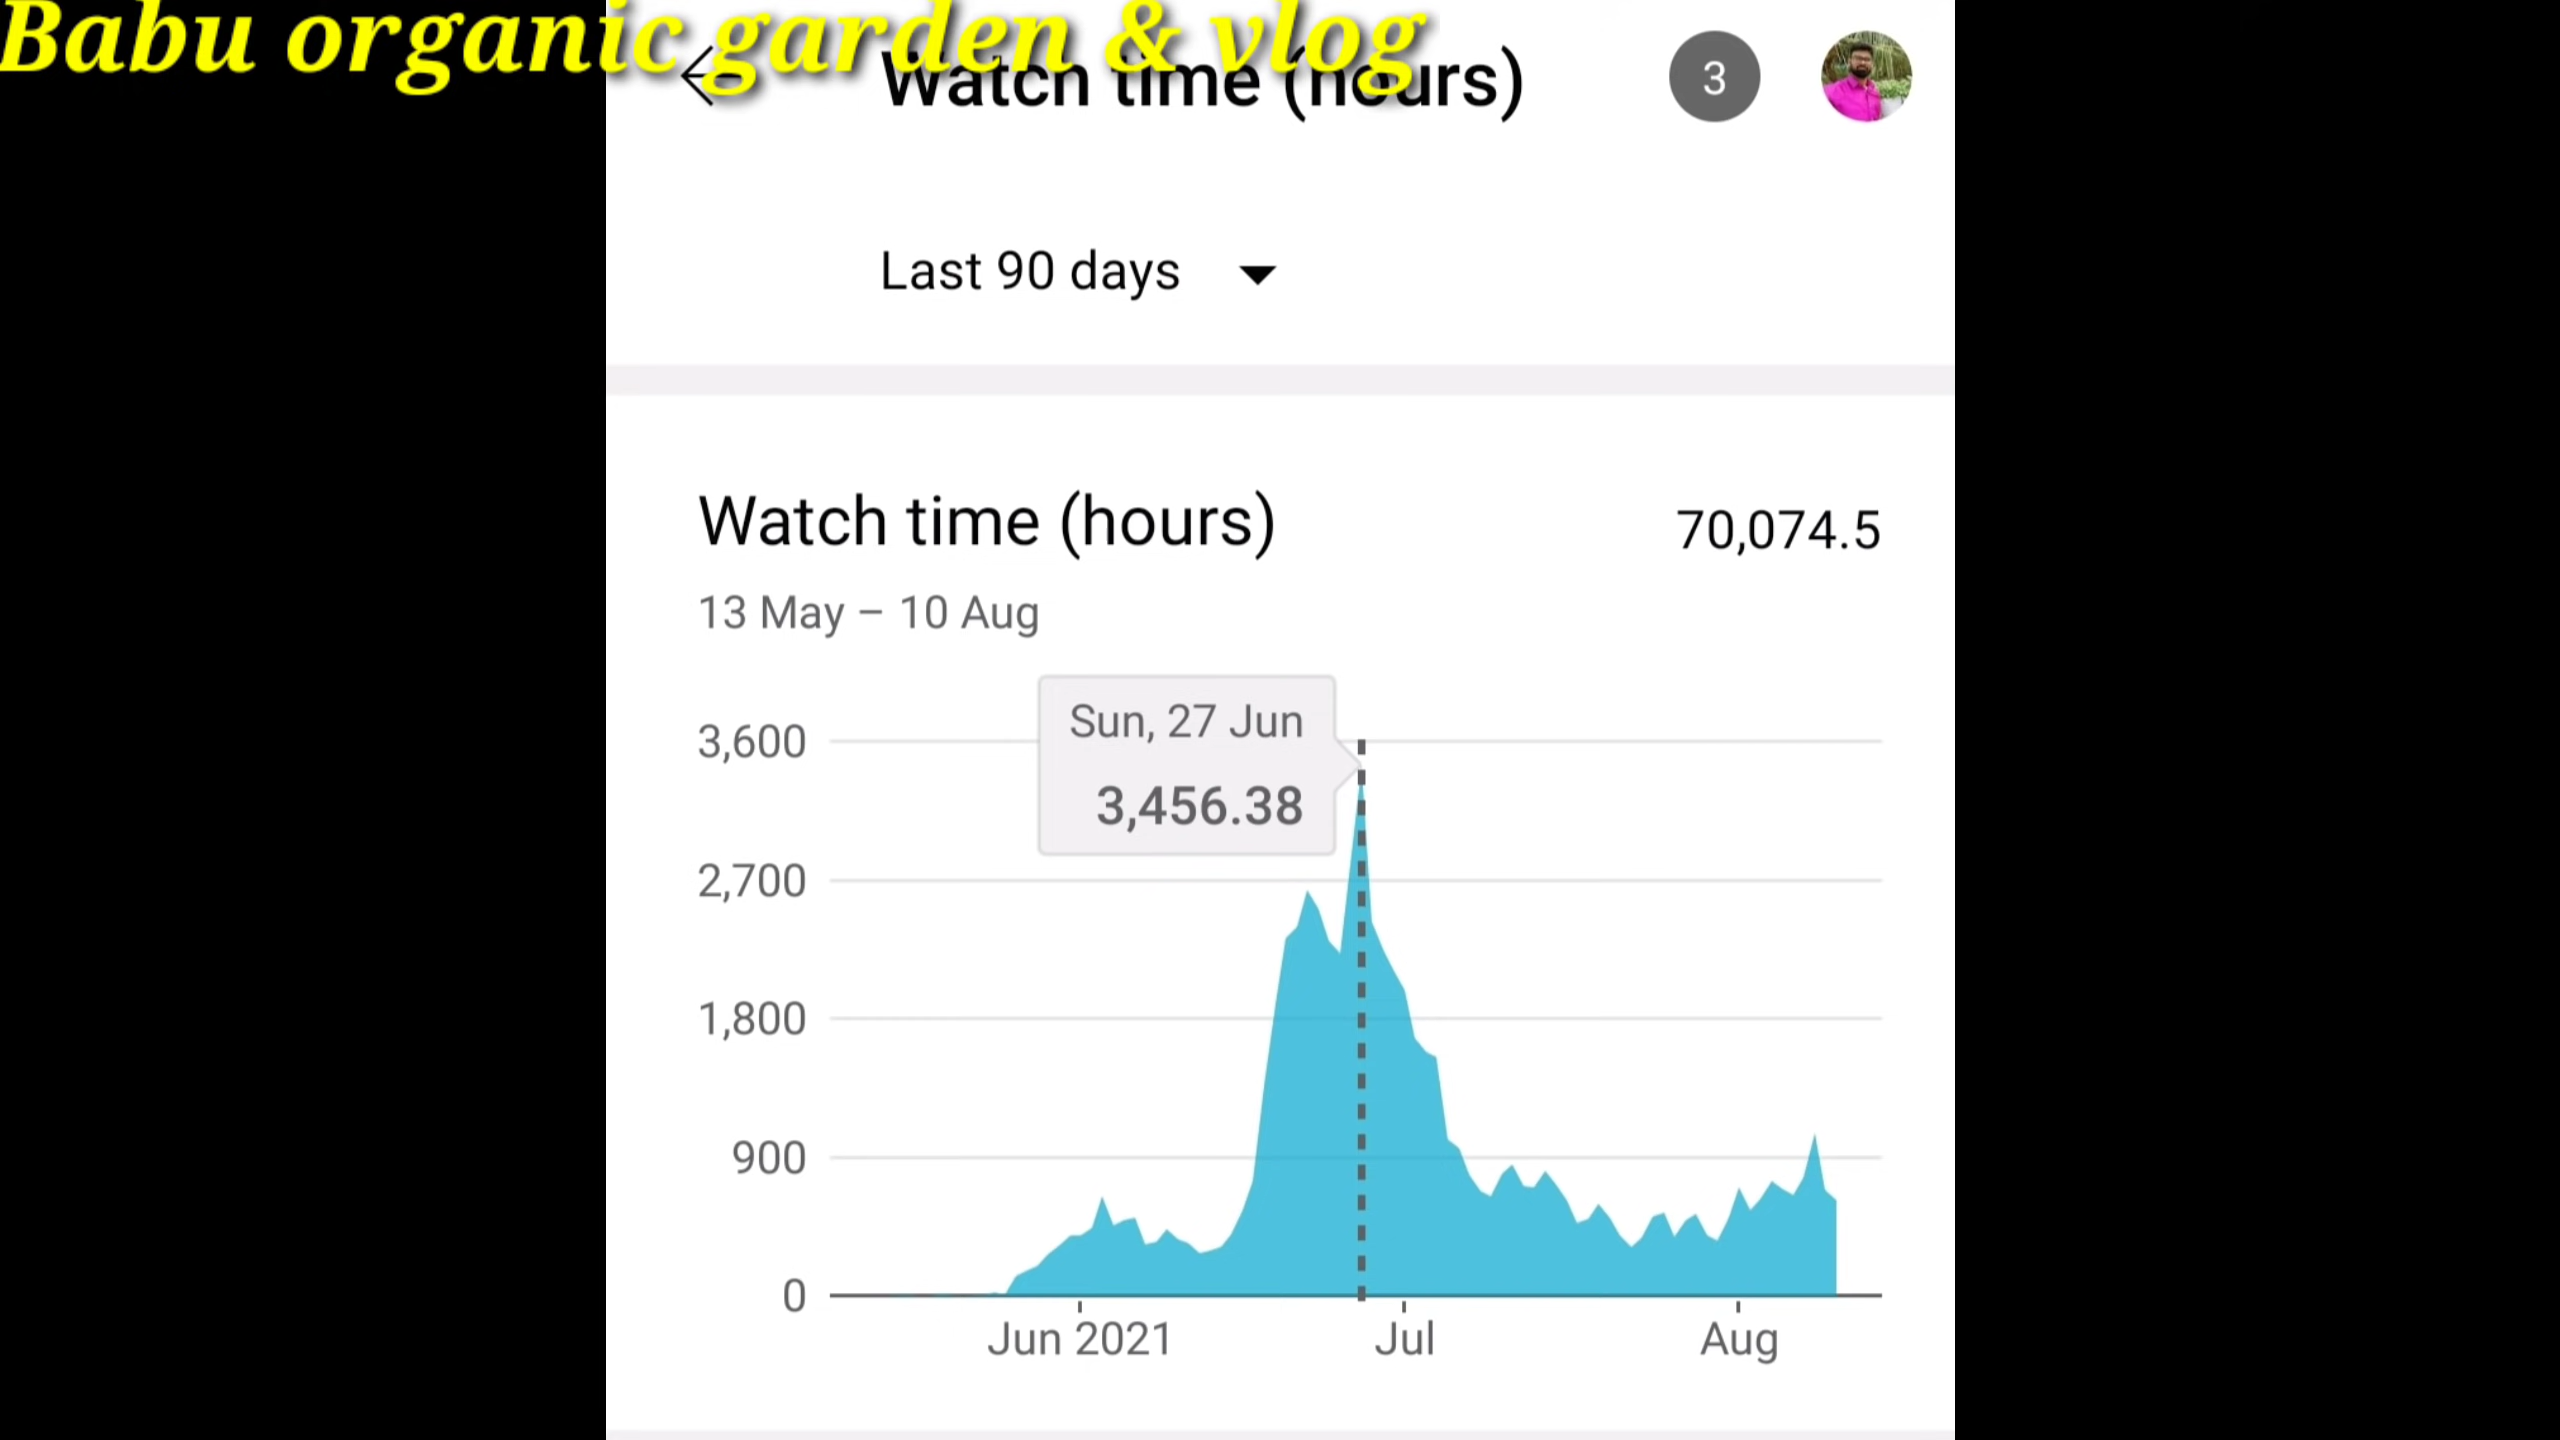 Babu organic garden & vlog
Watch time (hours)
3
Last 90 days
Watch time (hours)
70,074.5
13 May – 10 Aug
Sun, 27 Jun
3,456.38
3,600
2,700
1,800
900
0
Jun 2021
Jul
Aug